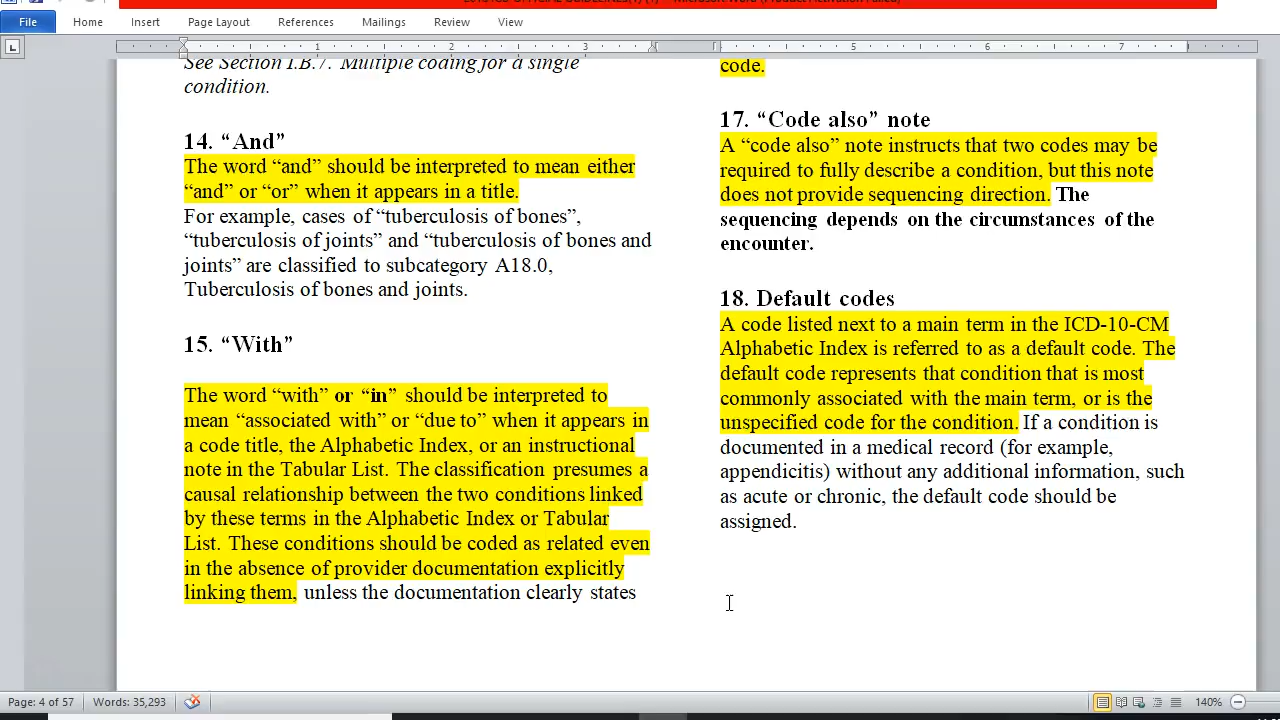 File Home Insert Page Layout References Mailings Review View
1 2 3 5 6 7
See Section I.B.7. Multiple coding for a single
condition.
14. “And”
The word “and” should be interpreted to mean either
“and” or “or” when it appears in a title.
For example, cases of “tuberculosis of bones”,
“tuberculosis of joints” and “tuberculosis of bones and
joints” are classified to subcategory A18.0,
Tuberculosis of bones and joints.
15. “With”
The word “with” or “in” should be interpreted to
mean “associated with” or “due to” when it appears in
a code title, the Alphabetic Index, or an instructional
note in the Tabular List. The classification presumes a
causal relationship between the two conditions linked
by these terms in the Alphabetic Index or Tabular
List. These conditions should be coded as related even
in the absence of provider documentation explicitly
linking them, unless the documentation clearly states
code.
17. “Code also” note
A “code also” note instructs that two codes may be
required to fully describe a condition, but this note
does not provide sequencing direction. The
sequencing depends on the circumstances of the
encounter.
18. Default codes
A code listed next to a main term in the ICD-10-CM
Alphabetic Index is referred to as a default code. The
default code represents that condition that is most
commonly associated with the main term, or is the
unspecified code for the condition. If a condition is
documented in a medical record (for example,
appendicitis) without any additional information, such
as acute or chronic, the default code should be
assigned.
Page: 4 of 57 Words: 35,293 140%